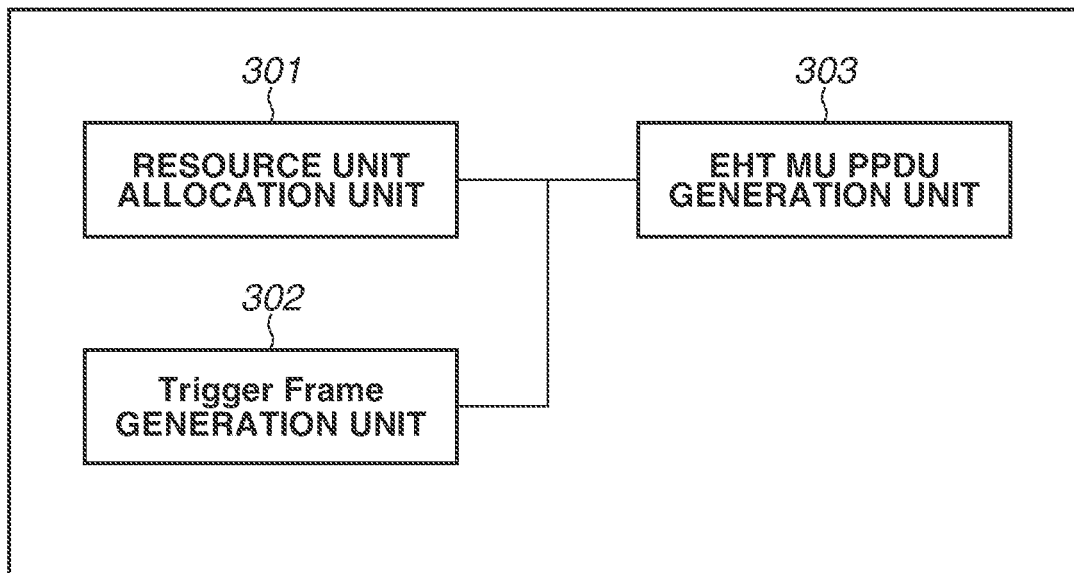 301
RESOURCE UNIT
ALLOCATION UNIT
303
EHT MU PPDU
GENERATION UNIT
302
Trigger Frame
GENERATION UNIT